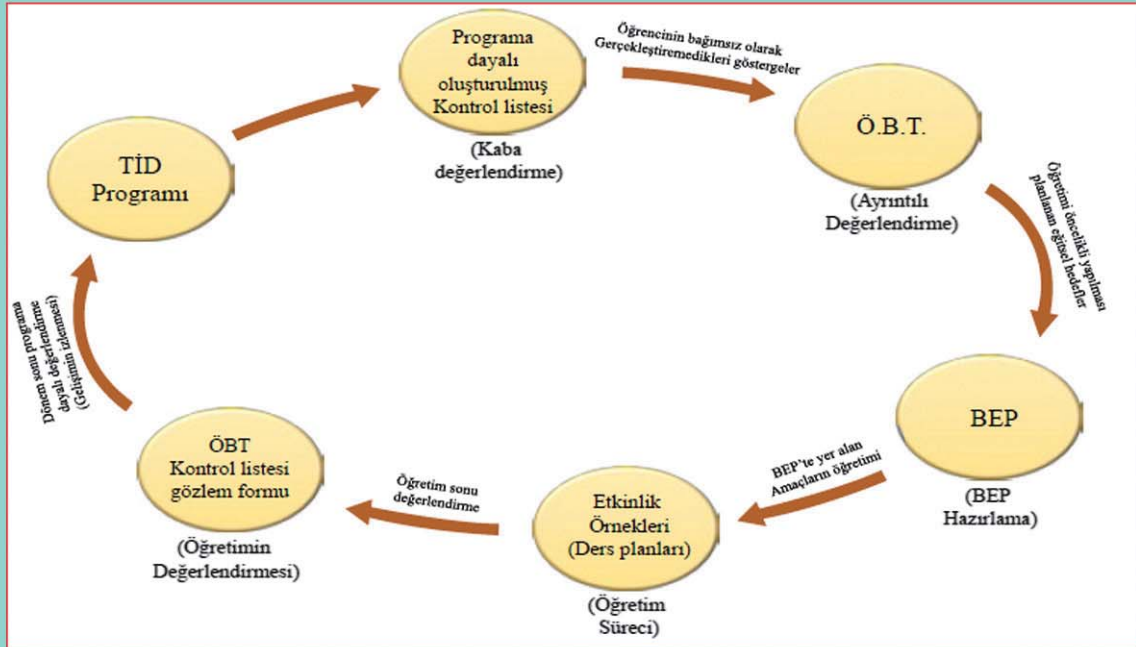 TİD
Programı
Programa
dayalı
oluşturulmuş
Kontrol listesi
(Kaba
değerlendirme)
Öğrencinin bağımsız olarak
Gerçekleştiremedikleri göstergeler
Ö.B.T.
(Ayrıntılı
Değerlendirme)
Öğretimi öncelikli yapılması
planlanan eğitsel hedefler
BEP
(BEP
Hazırlama)
BEP'te yer alan
Amaçların öğretimi
Etkinlik
Örnekleri
(Ders planları)
(Öğretim
Süreci)
Öğretim sonu
değerlendirme
ÖBT
Kontrol listesi
gözlem formu
(Öğretimin
Değerlendirmesi)
Dönem sonu programa
dayalı değerlendirme
(Gelişimin izlenmesi)